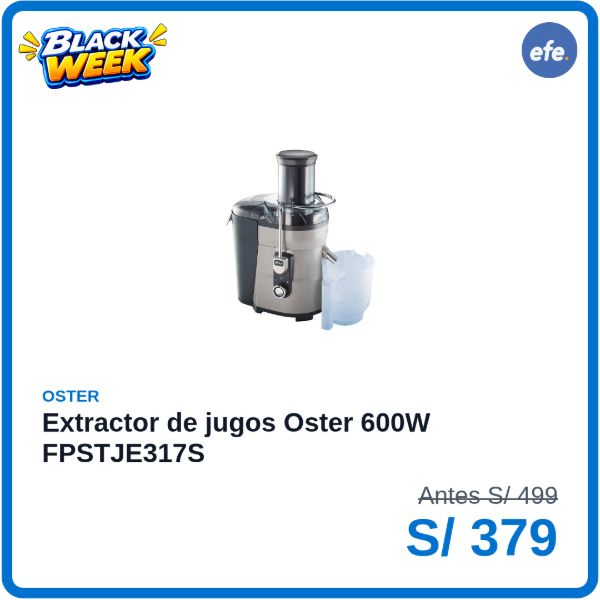 BLACK
WEEK
efe.
OSTER
Extractor de jugos Oster 600W
FPSTJE317S
Antes S/ 499
S/ 379